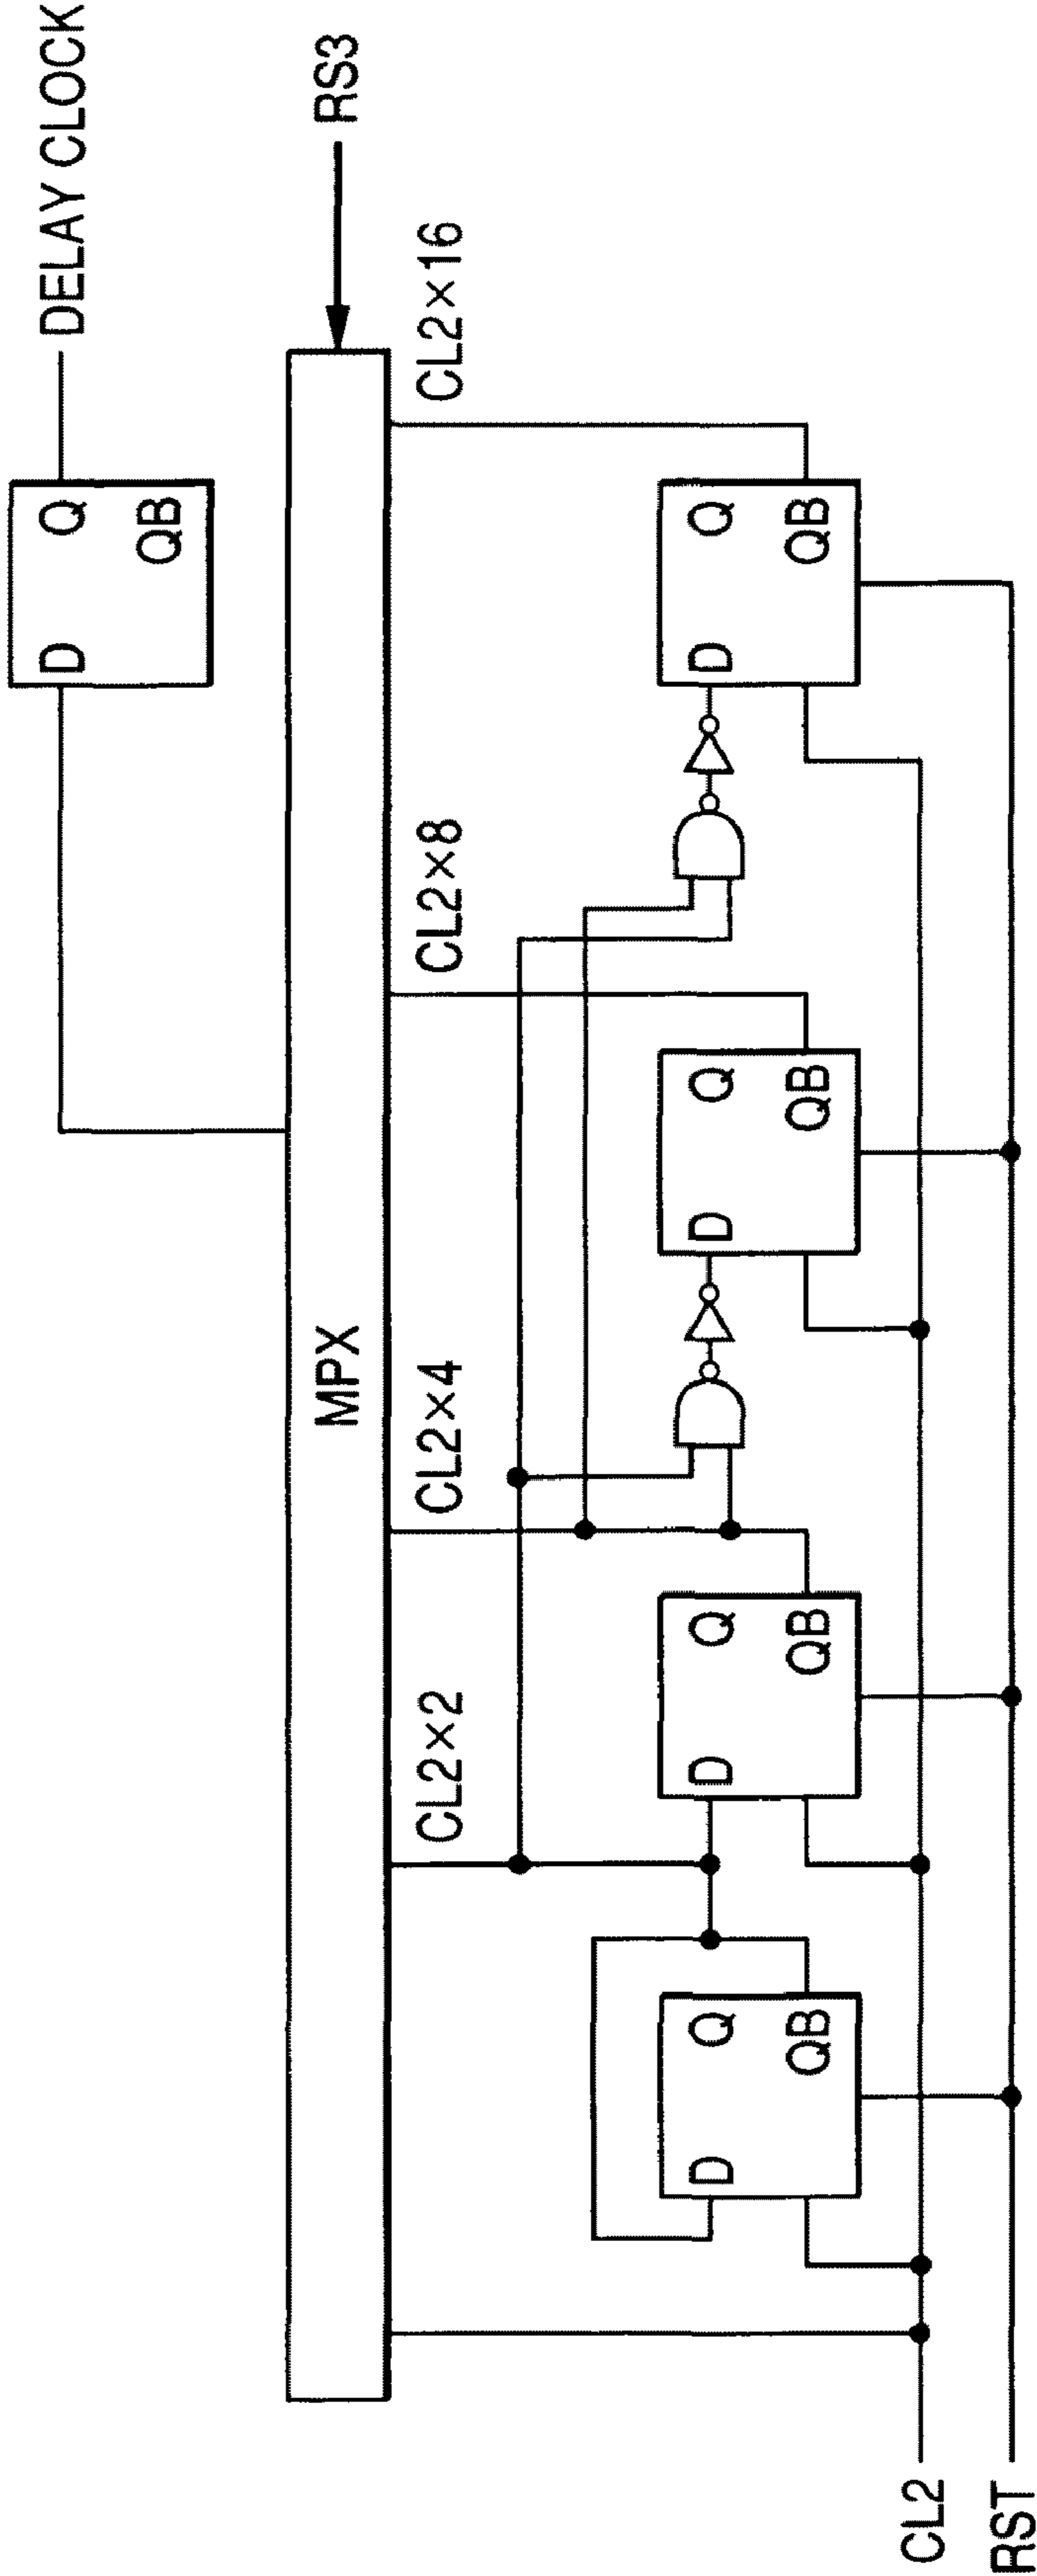 D Q DELAY CLOCK
QB
MPX RS3
CL2×2 CL2×4 CL2×8 CL2×16
D Q D Q D Q D Q
QB QB QB QB
CL2
RST